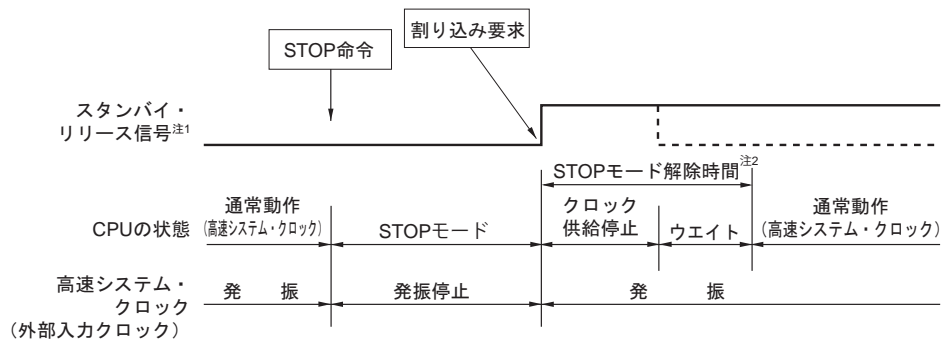 割り込み要求
STOP命令
スタンバイ・
リリース信号注1
STOPモード解除時間注2
CPUの状態
通常動作
(高速システム・クロック)
STOPモード
クロック
供給停止
ウエイト
通常動作
(高速システム・クロック)
高速システム・
クロック
(外部入力クロック)
発 振
発振停止
発 振